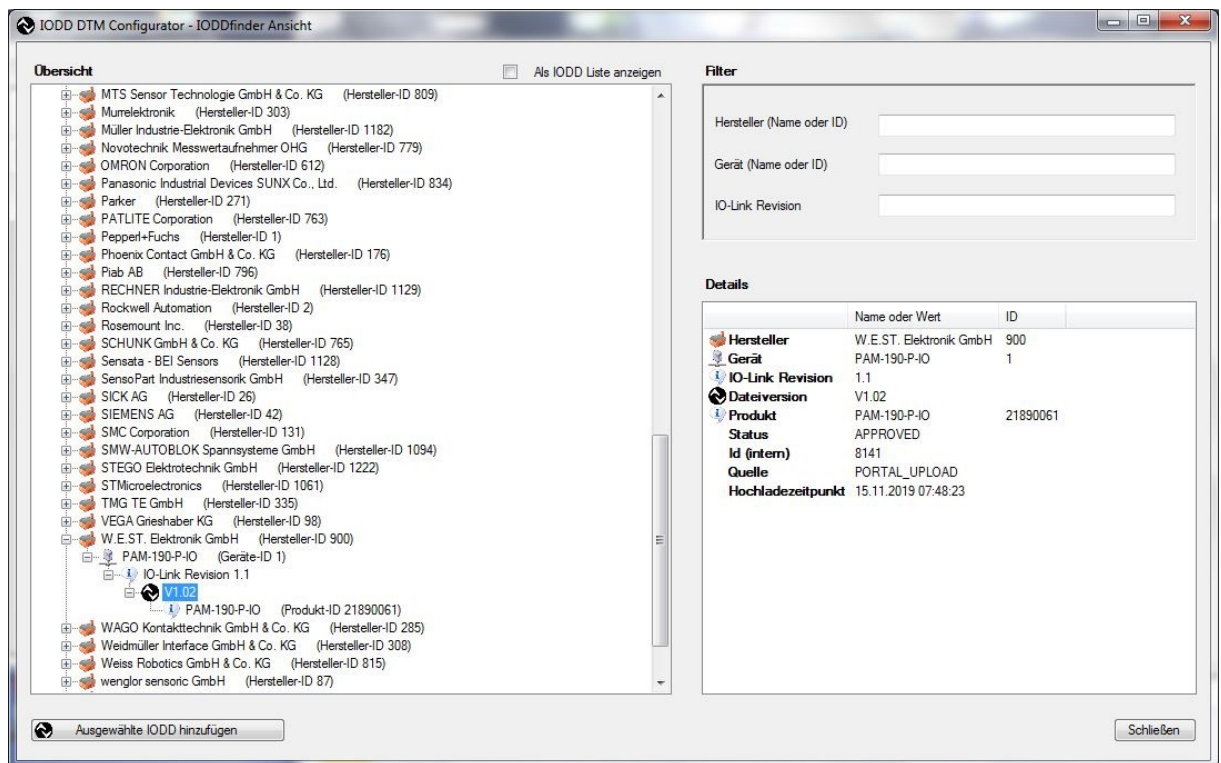 IODD DTM Configurator - IODDfinder Ansicht
Übersicht
Als IODD Liste anzeigen
MTS Sensor Technologie GmbH & Co. KG (Hersteller-ID 809)
Murrelektronik (Hersteller-ID 303)
Müller Industrie-Elektronik GmbH (Hersteller-ID 1182)
Novotechnik Messwertaufnehmer OHG (Hersteller-ID 779)
OMRON Corporation (Hersteller-ID 612)
Panasonic Industrial Devices SUNX Co., Ltd. (Hersteller-ID 834)
Parker (Hersteller-ID 271)
PATLITE Corporation (Hersteller-ID 763)
Pepperl+Fuchs (Hersteller-ID 1)
Phoenix Contact GmbH & Co. KG (Hersteller-ID 176)
Piab AB (Hersteller-ID 796)
RECHNER Industrie-Elektronik GmbH (Hersteller-ID 1129)
Rockwell Automation (Hersteller-ID 2)
Rosemount Inc. (Hersteller-ID 38)
SCHUNK GmbH & Co. KG (Hersteller-ID 765)
Sensata - BEI Sensors (Hersteller-ID 1128)
SensoPart Industriesensorik GmbH (Hersteller-ID 347)
SICK AG (Hersteller-ID 26)
SIEMENS AG (Hersteller-ID 42)
SMC Corporation (Hersteller-ID 131)
SMW-AUTOBLOK Spannsysteme GmbH (Hersteller-ID 1094)
STEGO Elektrotechnik GmbH (Hersteller-ID 1222)
STMicroelectronics (Hersteller-ID 1061)
TMG TE GmbH (Hersteller-ID 335)
VEGA Grieshaber KG (Hersteller-ID 98)
W.E.ST. Elektronik GmbH (Hersteller-ID 900)
PAM-190-P-IO (Geräte-ID 1)
IO-Link Revision 1.1
V1.02
PAM-190-P-IO (Produkt-ID 21890061)
WAGO Kontakttechnik GmbH & Co. KG (Hersteller-ID 285)
Weidmüller Interface GmbH & Co. KG (Hersteller-ID 308)
Weiss Robotics GmbH & Co. KG (Hersteller-ID 815)
wenglor sensoric GmbH (Hersteller-ID 87)
Ausgewählte IODD hinzufügen
Filter
Hersteller (Name oder ID)
Gerät (Name oder ID)
IO-Link Revision
Details
Name oder Wert ID
Hersteller W.E.ST. Elektronik GmbH 900
Gerät PAM-190-P-IO 1
IO-Link Revision 1.1
Dateiversion V1.02
Produkt PAM-190-P-IO 21890061
Status APPROVED
Id (intern) 8141
Quelle PORTAL_UPLOAD
Hochladezeitpunkt 15.11.2019 07:48:23
Schließen